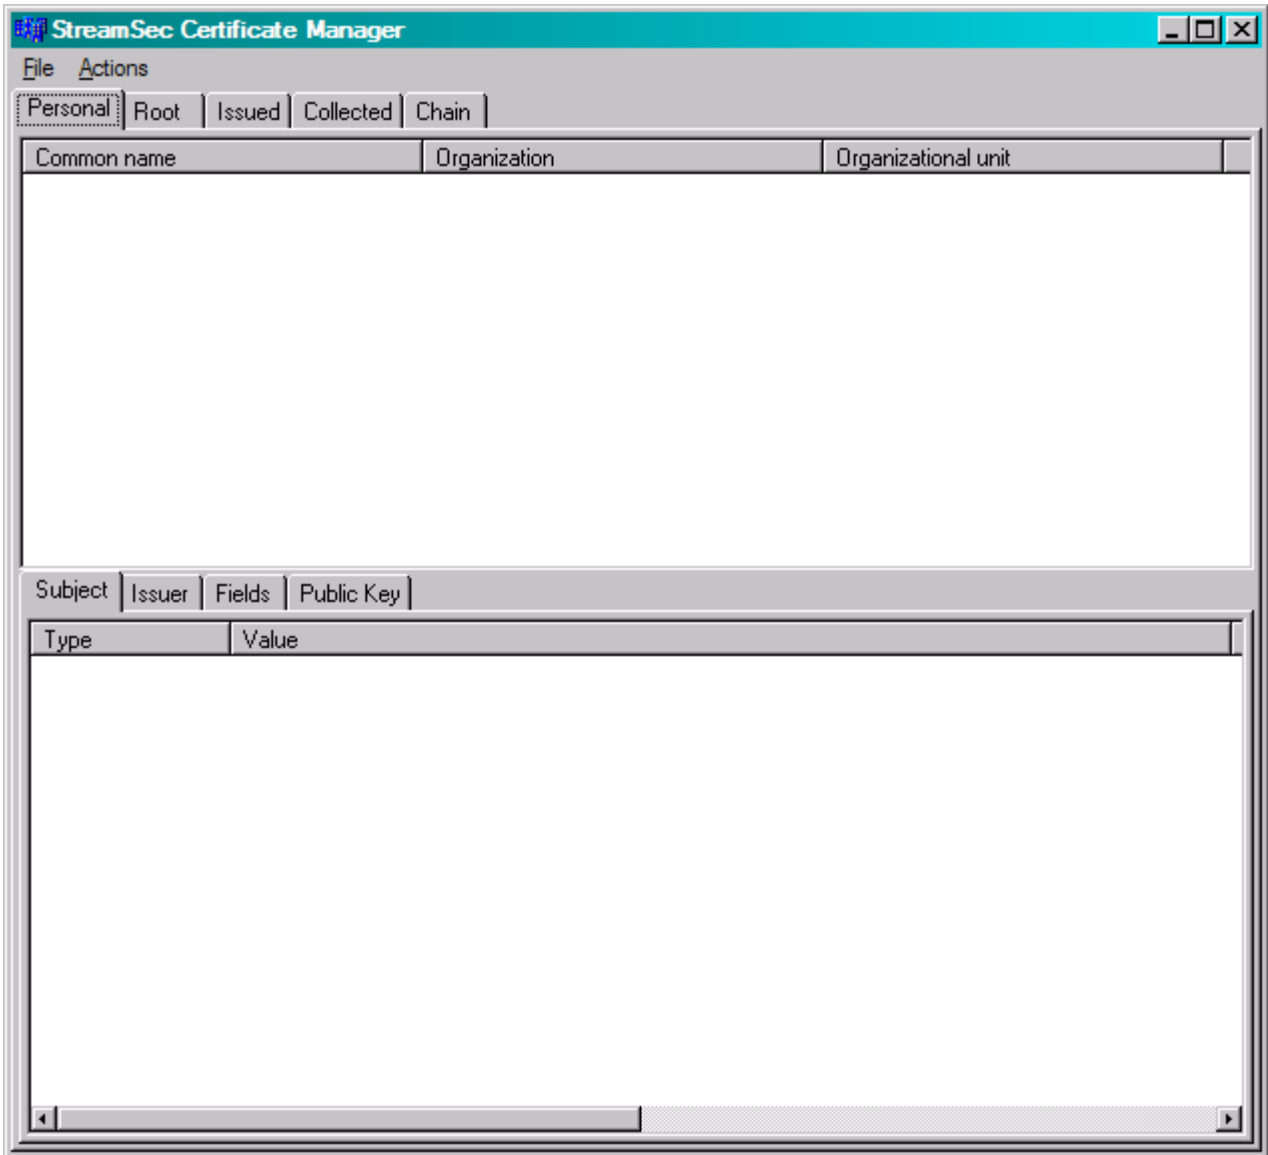 StreamSec Certificate Manager
File Actions
Personal Root Issued Collected Chain
Common name Organization Organizational unit
Subject Issuer Fields Public Key
Type Value